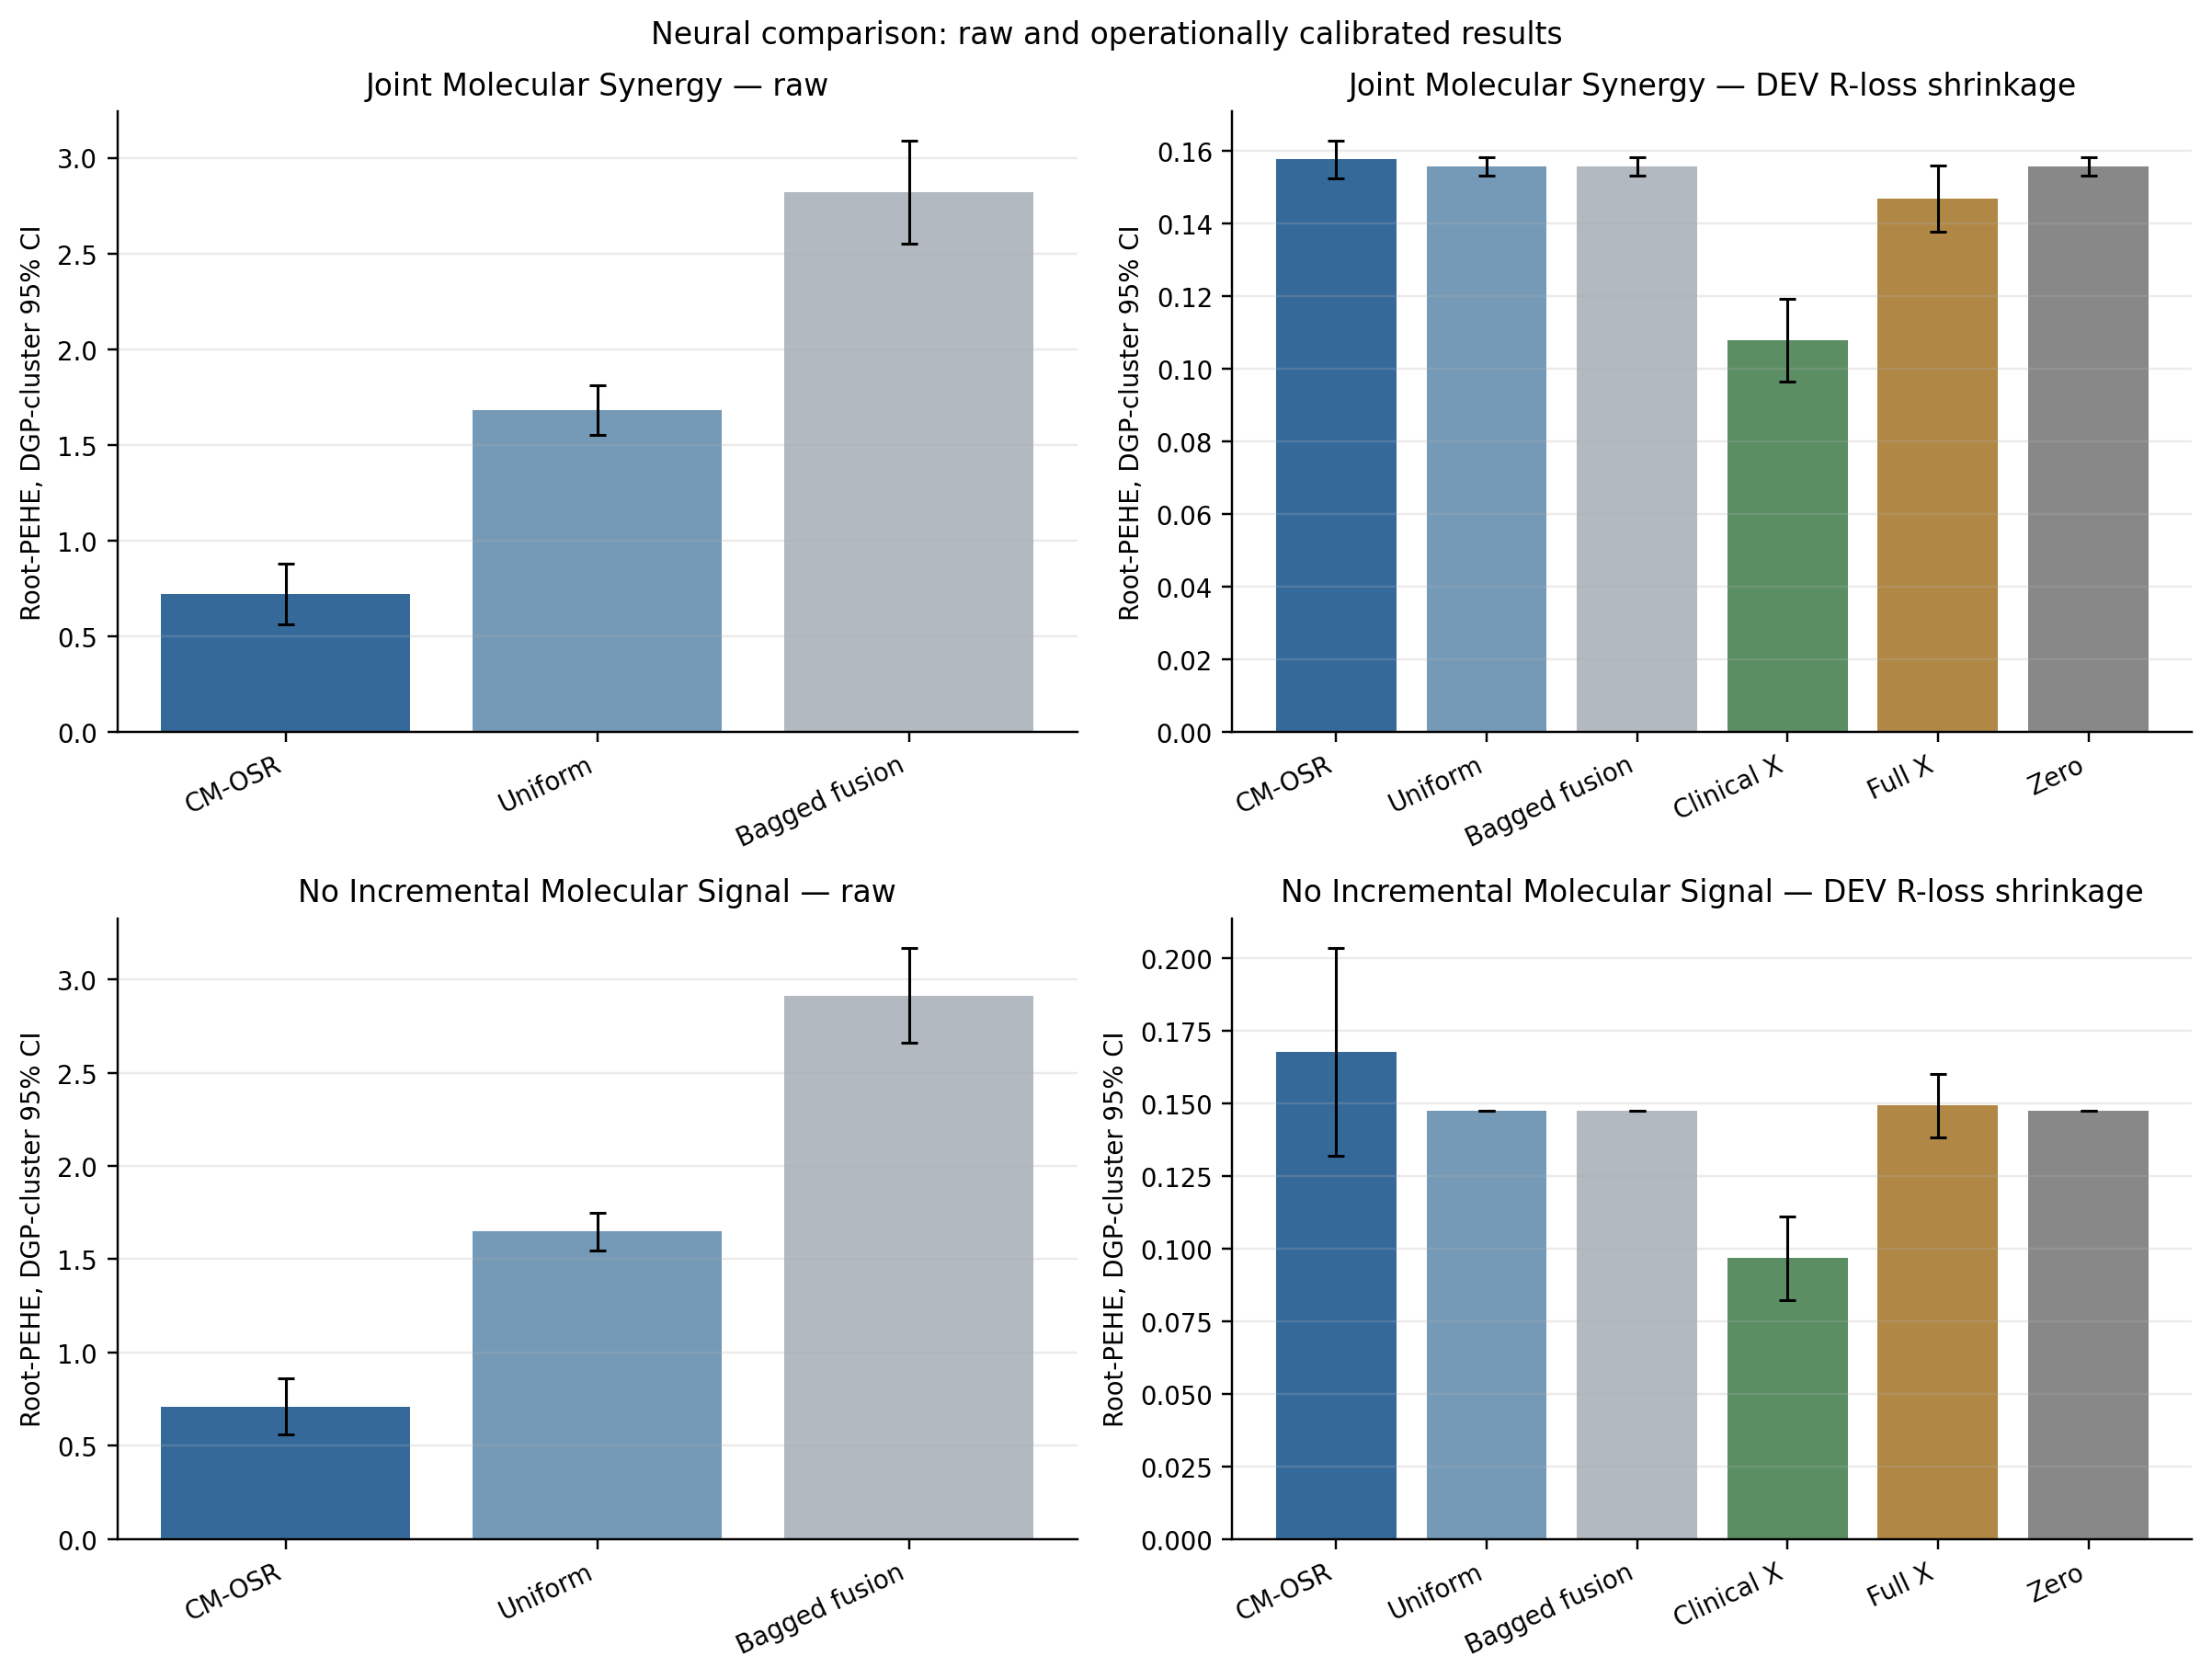 Neural comparison: raw and operationally calibrated results
Joint Molecular Synergy — raw
Root-PEHE, DGP-cluster 95% CI
3.0
2.5
2.0
1.5
1.0
0.5
0.0
CM-OSR
Uniform
Bagged fusion
Joint Molecular Synergy — DEV R-loss shrinkage
Root-PEHE, DGP-cluster 95% CI
0.16
0.14
0.12
0.10
0.08
0.06
0.04
0.02
0.00
CM-OSR
Uniform
Bagged fusion
Clinical X
Full X
Zero
No Incremental Molecular Signal — raw
Root-PEHE, DGP-cluster 95% CI
3.0
2.5
2.0
1.5
1.0
0.5
0.0
CM-OSR
Uniform
Bagged fusion
No Incremental Molecular Signal — DEV R-loss shrinkage
Root-PEHE, DGP-cluster 95% CI
0.200
0.175
0.150
0.125
0.100
0.075
0.050
0.025
0.000
CM-OSR
Uniform
Bagged fusion
Clinical X
Full X
Zero